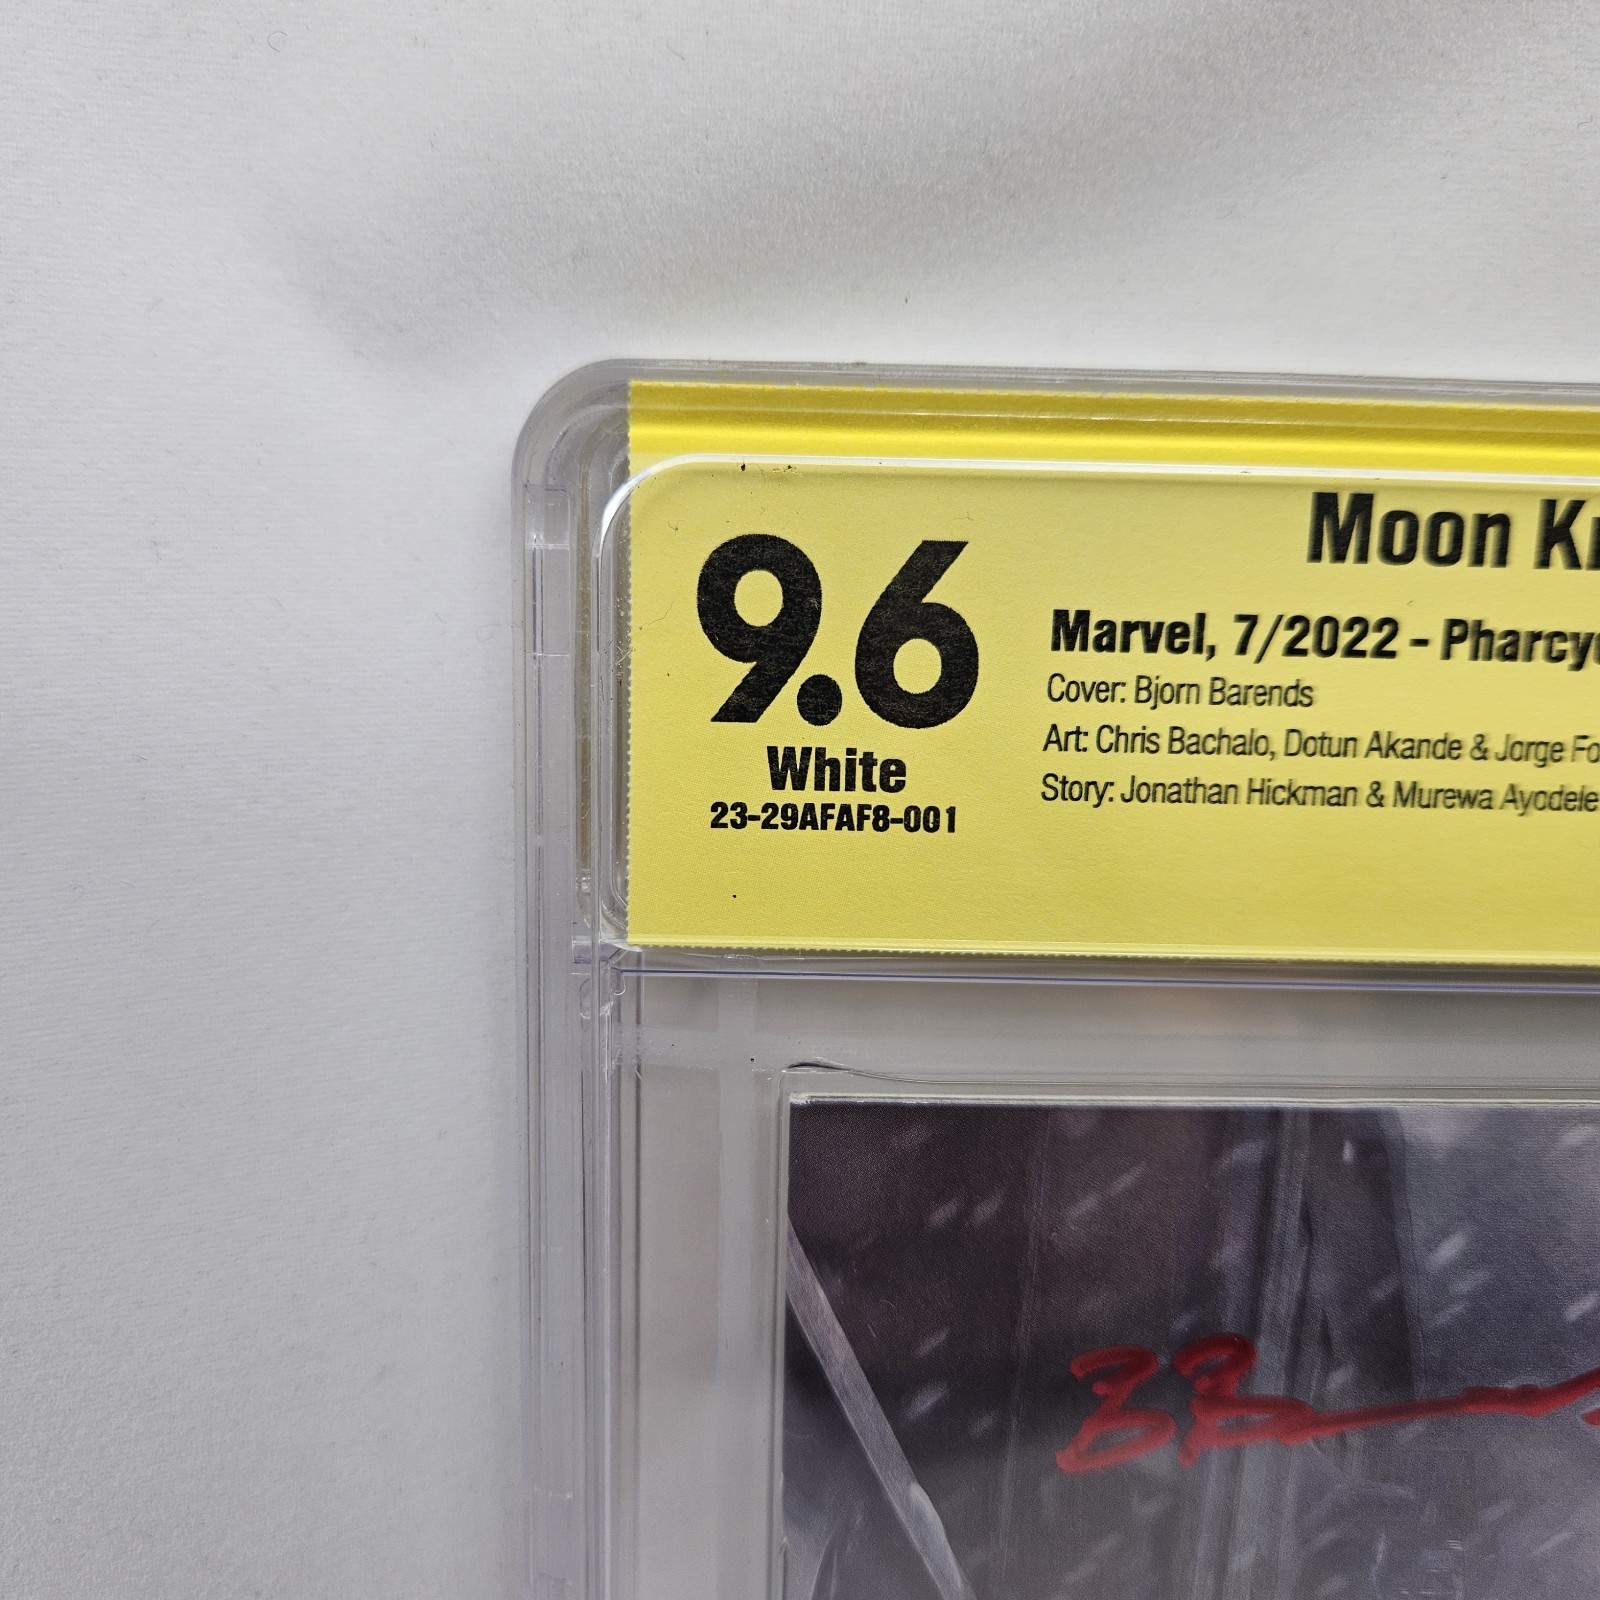 9.6
White
23-29AFAF8-001
Moon Kn
Marvel, 7/2022 - Pharcy
Cover: Bjorn Barends
Art: Chris Bachalo, Dotun Akande & Jorge Fo
Story: Jonathan Hickman & Murewa Ayodele